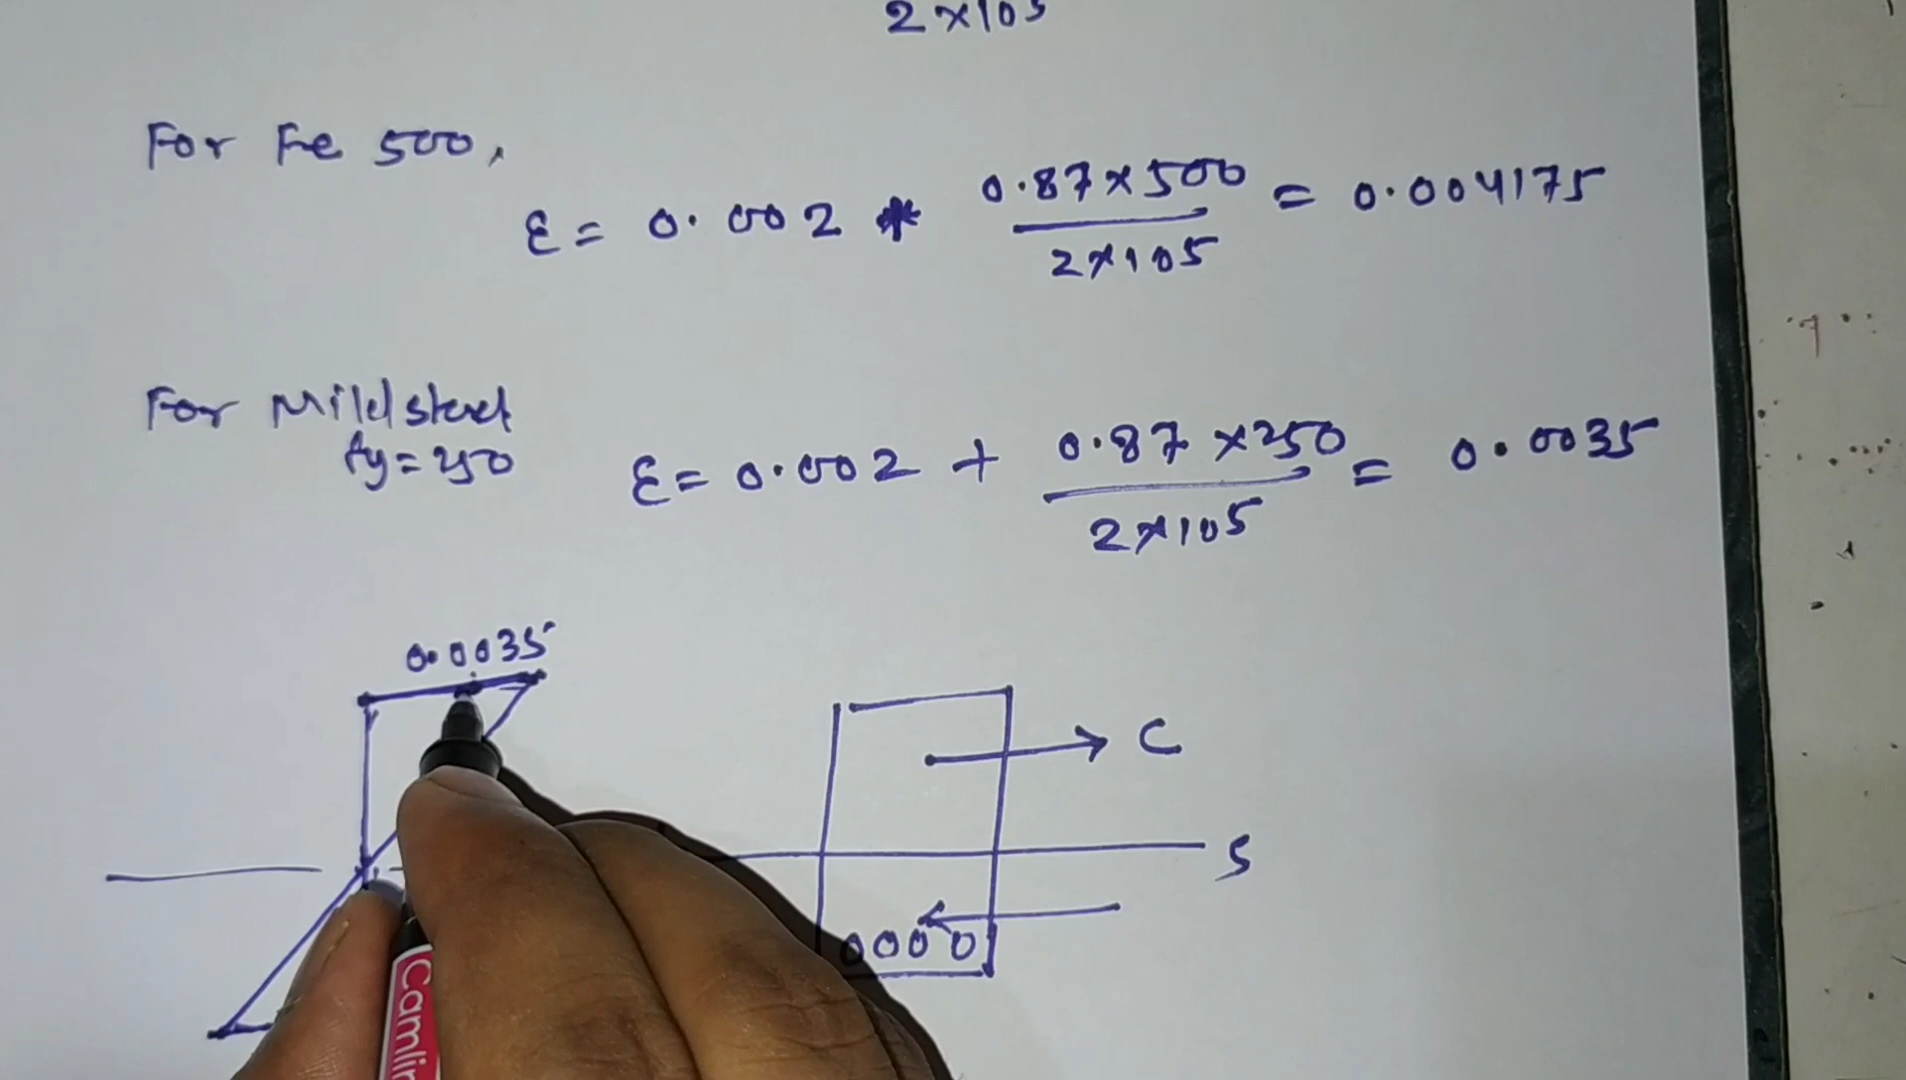 2×105
For Fe 500,
ε = 0.002 * 0.87×500 / 2×105 = 0.004175
For Mild steel
fy = 250
ε = 0.002 + 0.87×250 / 2×105 = 0.0035
0.0035
C
S
Camlin